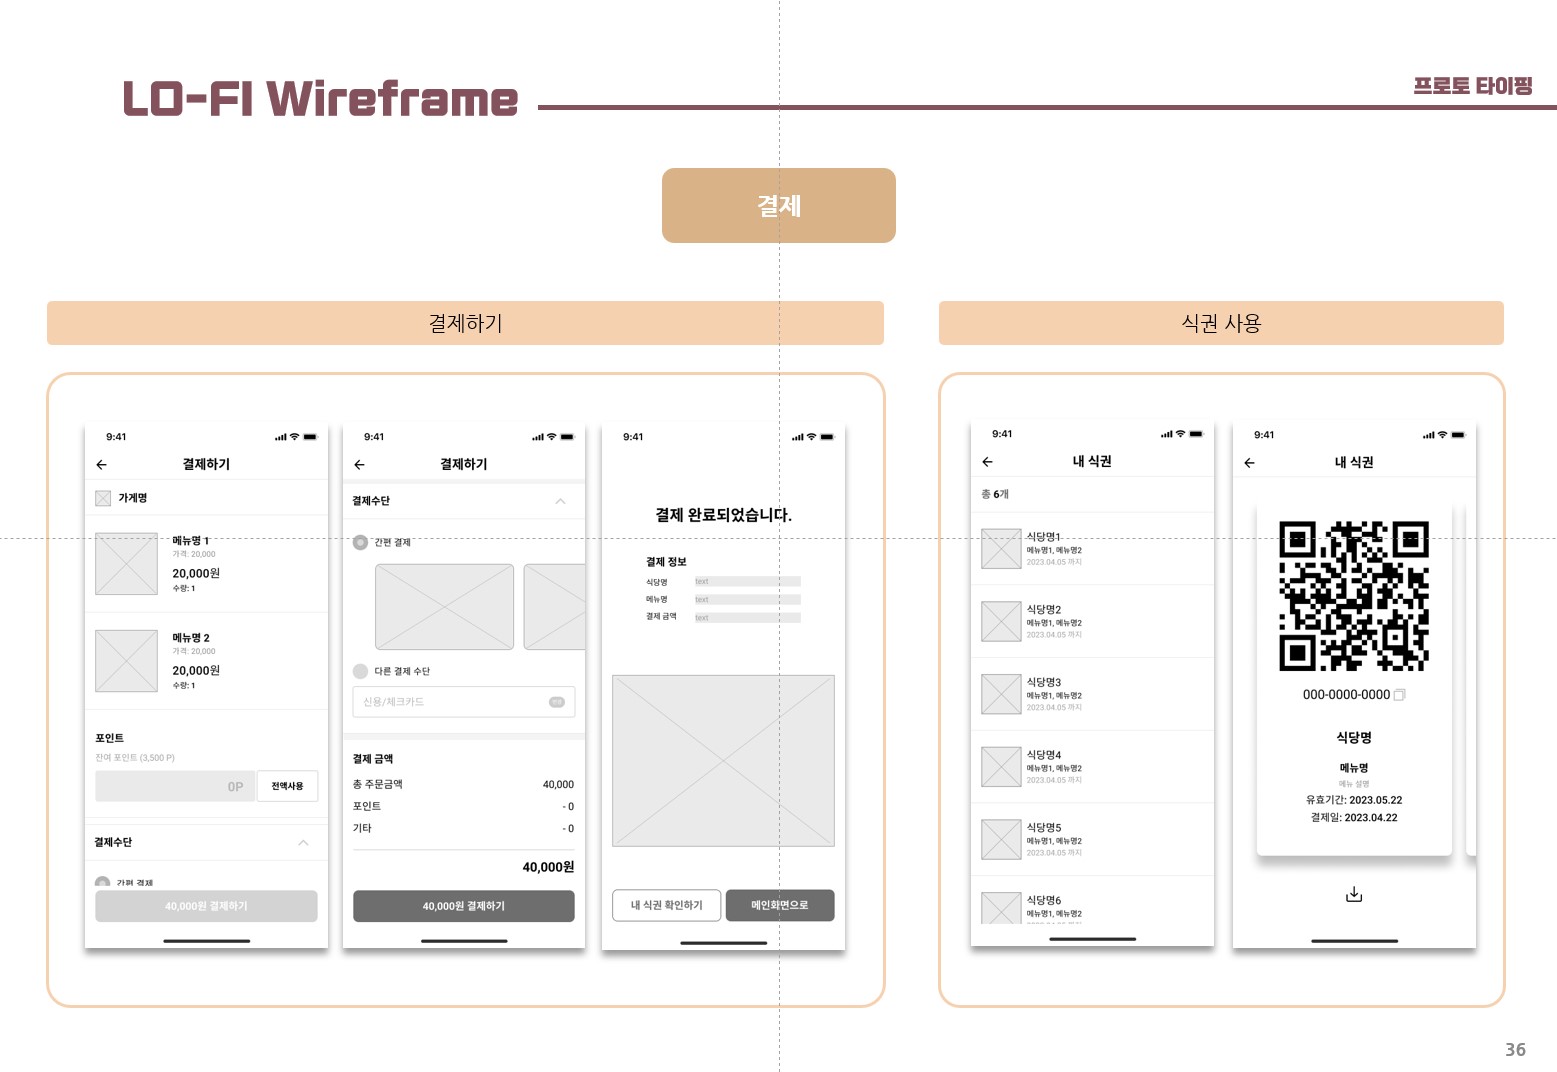 LO-FI Wireframe
프로토 타이핑
결제
결제하기
9:41
결제하기
가게명
메뉴명 1
가격: 20,000
20,000원
수량: 1
메뉴명 2
가격: 20,000
20,000원
수량: 1
포인트
잔여 포인트 (3,500 P)
0P
전액사용
결제수단
간편 결제
40,000원 결제하기
9:41
결제하기
결제수단
간편 결제
다른 결제 수단
신용/체크카드
결제 금액
총 주문금액 40,000
포인트 - 0
기타 - 0
40,000원
40,000원 결제하기
9:41
결제 완료되었습니다.
결제 정보
식당명 text
메뉴명 text
결제 금액 text
내 식권 확인하기
메인화면으로
식권 사용
9:41
내 식권
총 6개
식당명1
메뉴명1, 메뉴명2
2023.04.05 까지
식당명2
메뉴명1, 메뉴명2
2023.04.05 까지
식당명3
메뉴명1, 메뉴명2
2023.04.05 까지
식당명4
메뉴명1, 메뉴명2
2023.04.05 까지
식당명5
메뉴명1, 메뉴명2
2023.04.05 까지
식당명6
메뉴명1, 메뉴명2
9:41
내 식권
000-0000-0000
식당명
메뉴명
메뉴 설명
유효기간: 2023.05.22
결제일: 2023.04.22
36